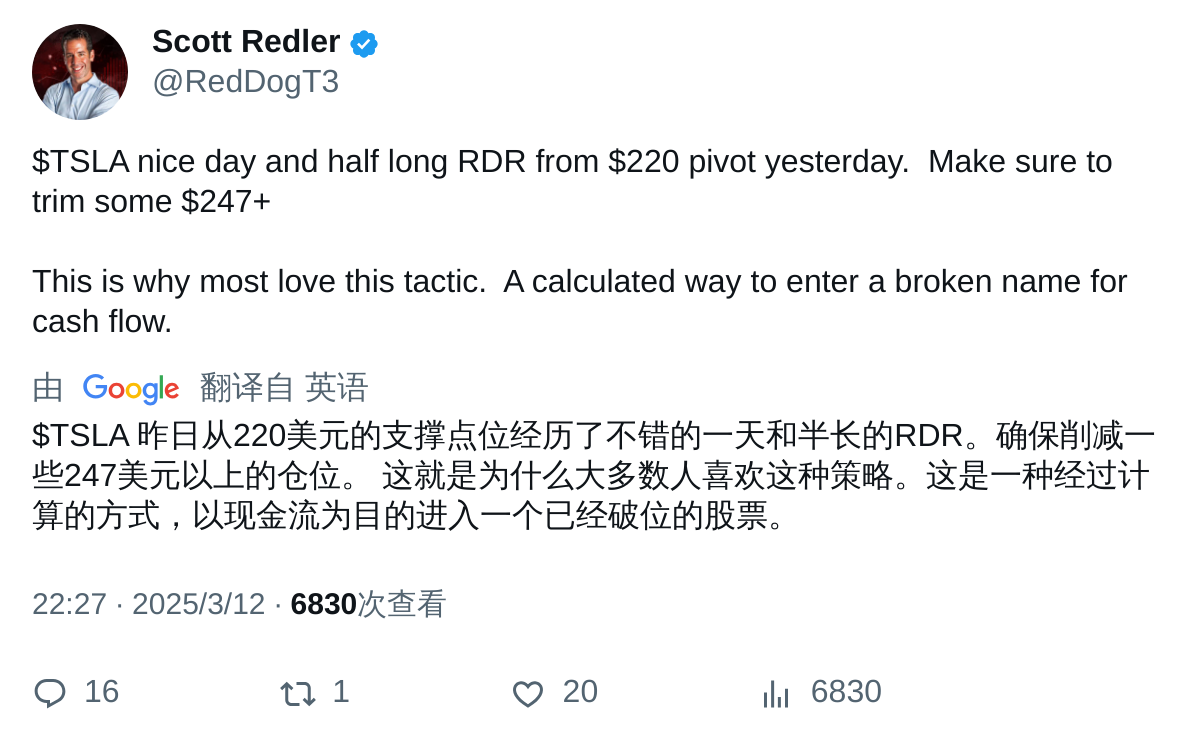 Scott Redler
@RedDogT3
$TSLA nice day and half long RDR from $220 pivot yesterday.  Make sure to
trim some $247+
This is why most love this tactic.  A calculated way to enter a broken name for
cash flow.
由 Google 翻译自 英语
$TSLA 昨日从220美元的支撑点位经历了不错的一天和半长的RDR。确保削减一
些247美元以上的仓位。 这就是为什么大多数人喜欢这种策略。这是一种经过计
算的方式，以现金流为目的进入一个已经破位的股票。
22:27 · 2025/3/12 · 6830次查看
16 1 20 6830